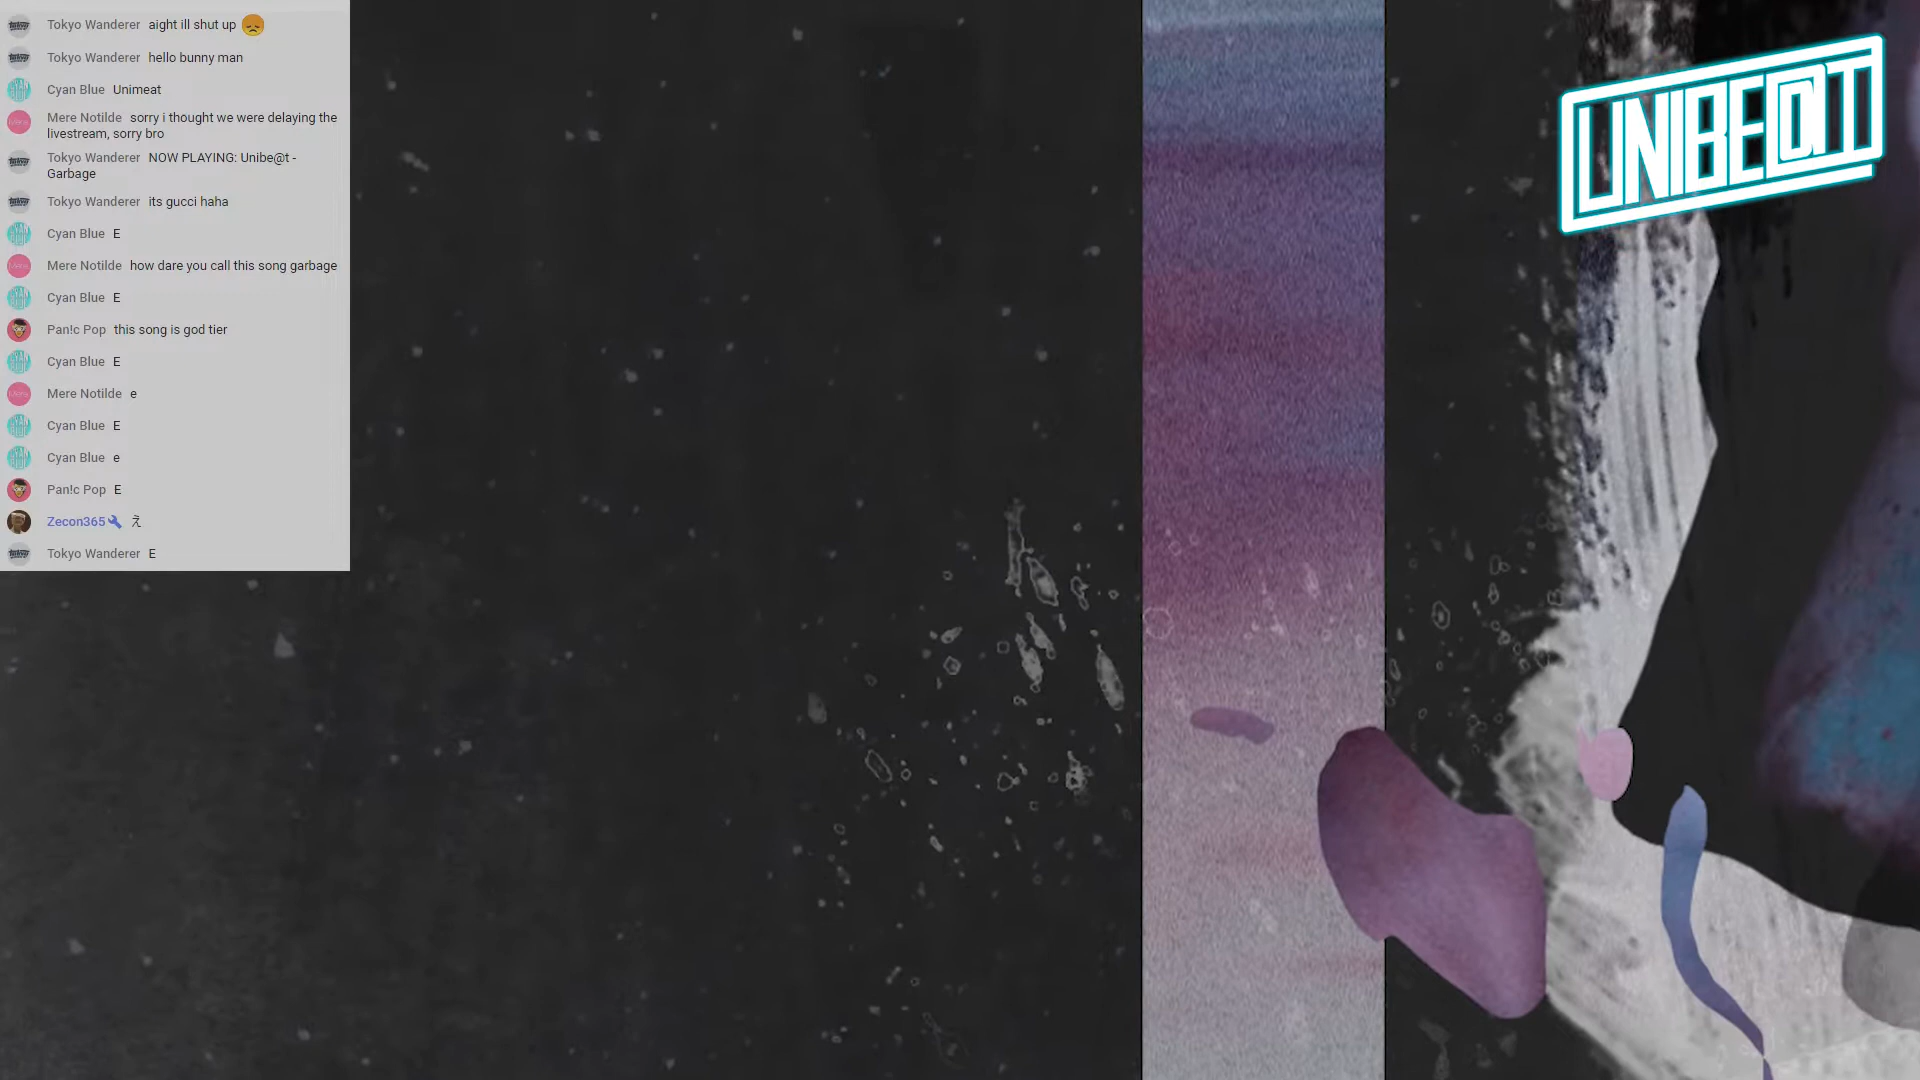 Tokyo Wanderer aight ill shut up
Tokyo Wanderer hello bunny man
Cyan Blue Unimeat
Mere Notilde sorry i thought we were delaying the
livestream, sorry bro
Tokyo Wanderer NOW PLAYING: Unibe@t -
Garbage
Tokyo Wanderer its gucci haha
Cyan Blue E
Mere Notilde how dare you call this song garbage
Cyan Blue E
Pan!c Pop this song is god tier
Cyan Blue E
Mere Notilde e
Cyan Blue E
Cyan Blue e
Pan!c Pop E
Zecon365 え
Tokyo Wanderer E
UNIBE@T